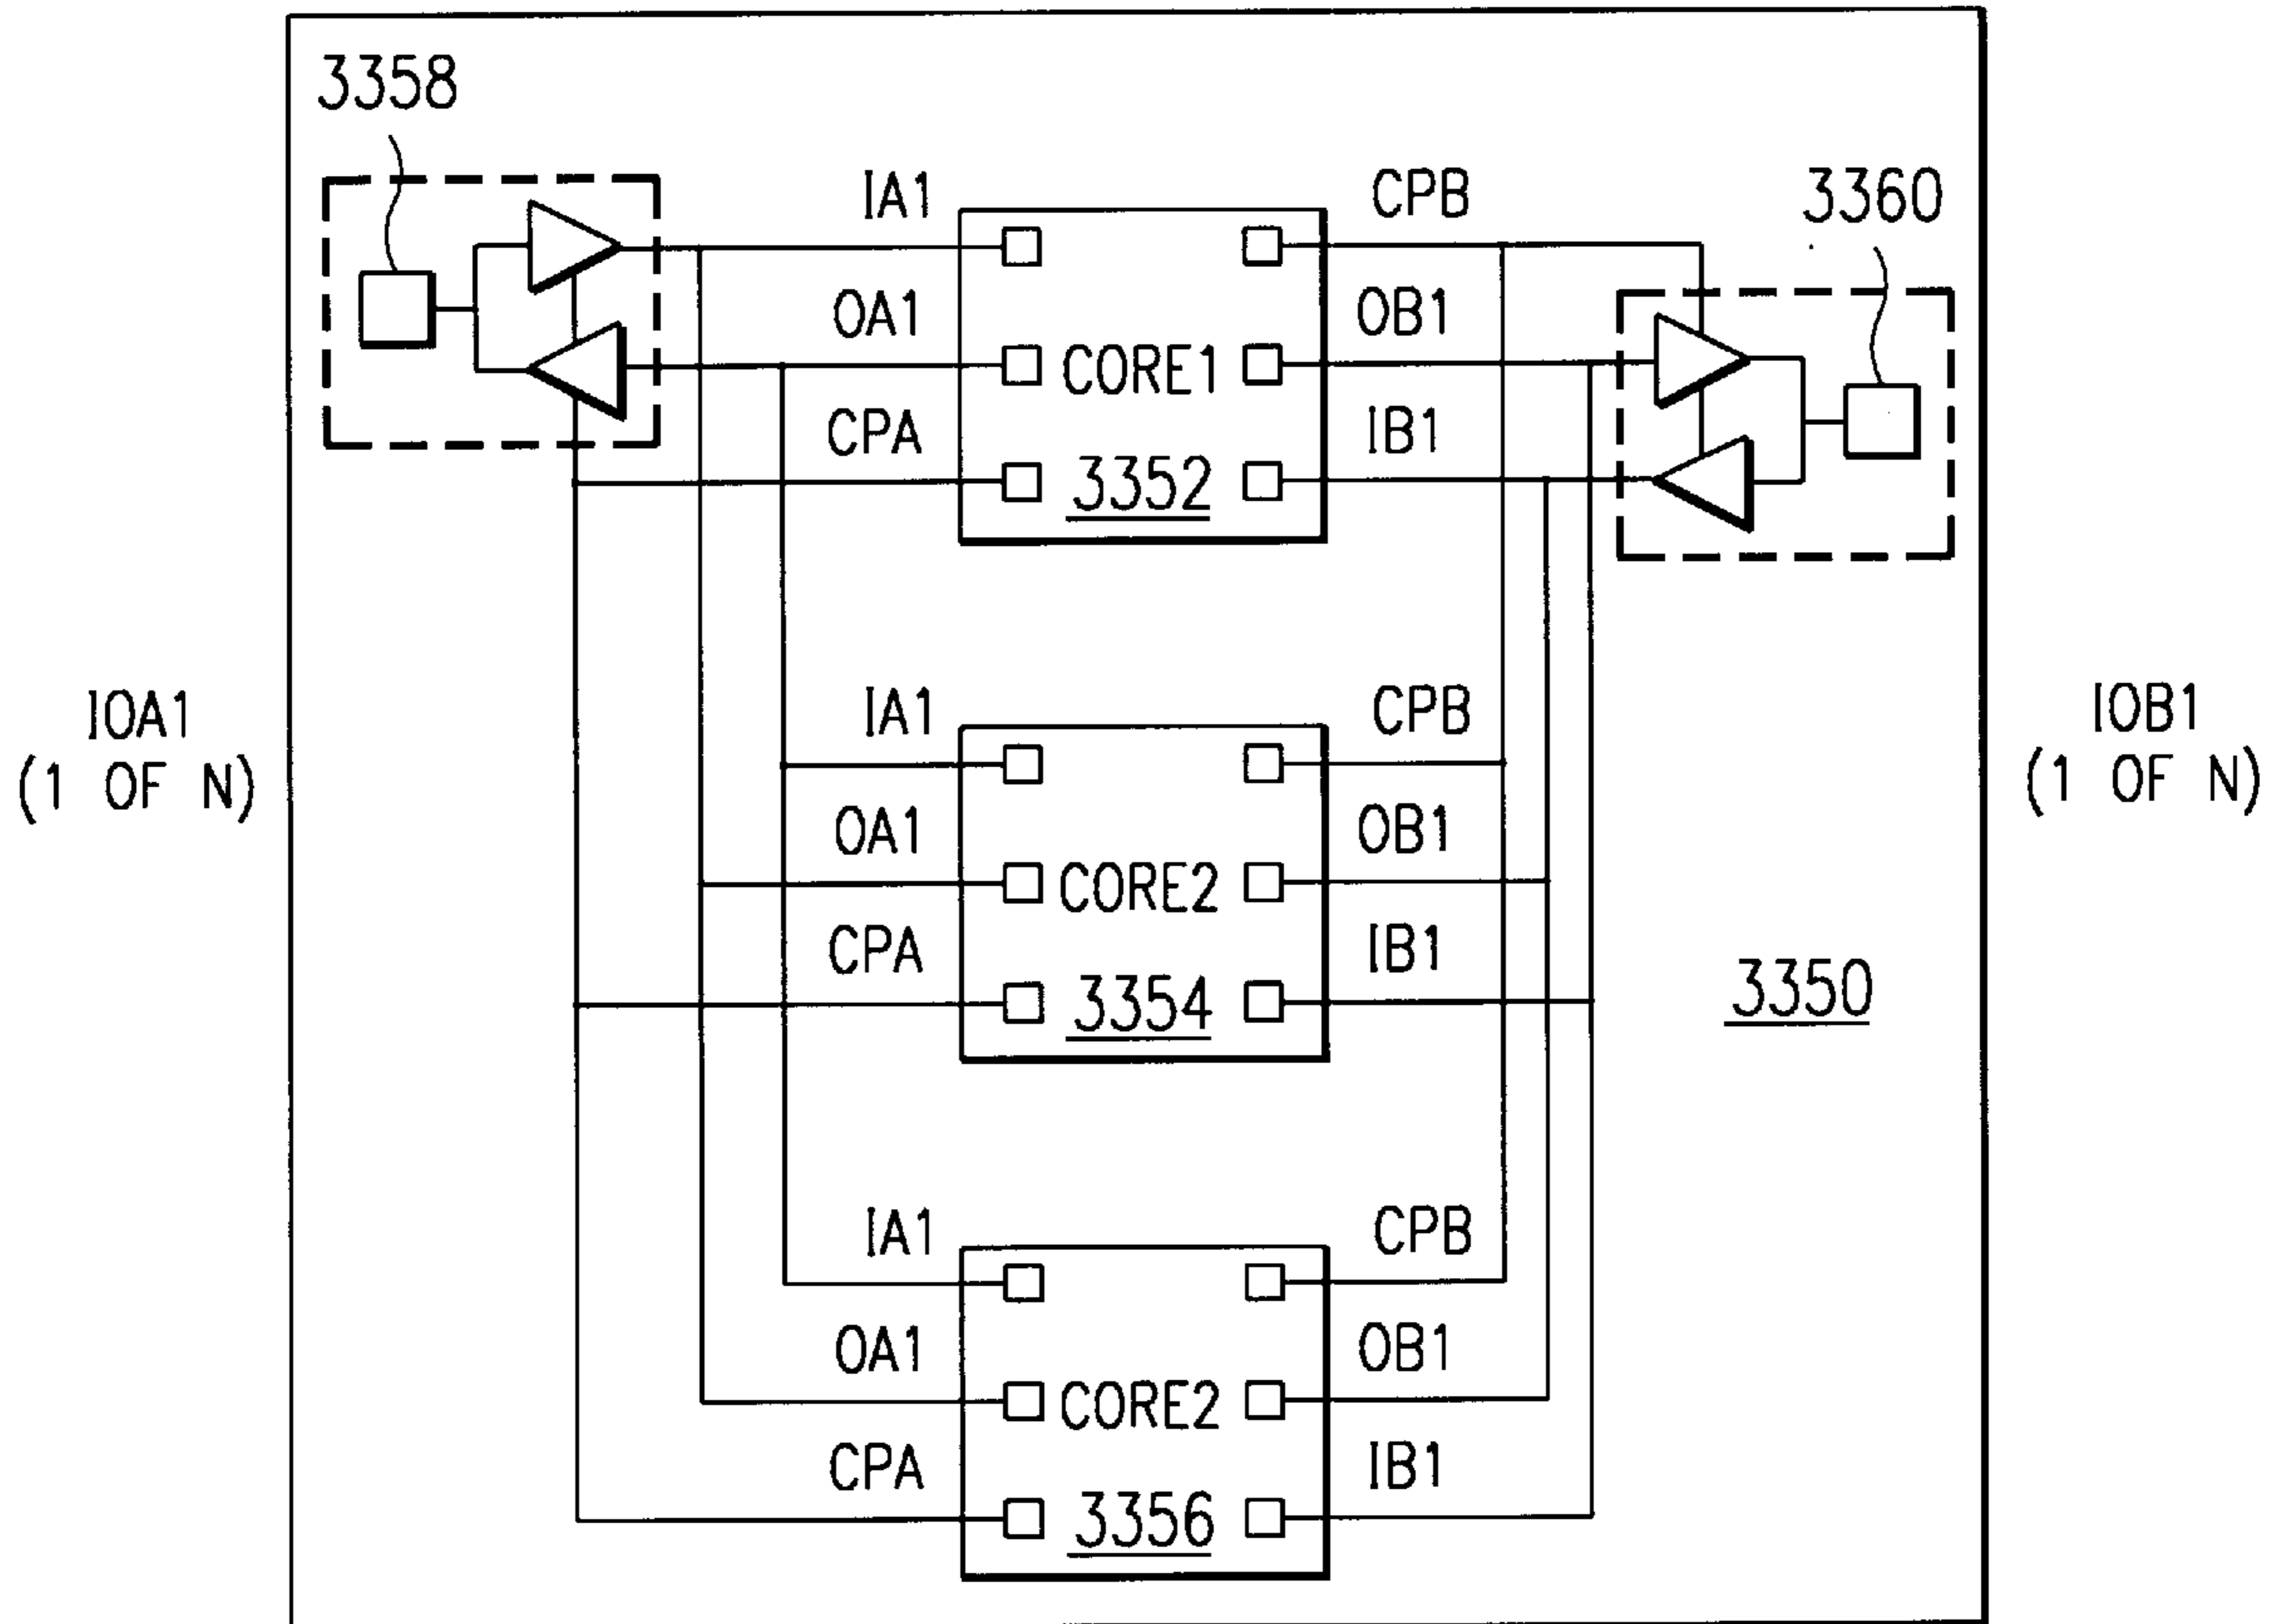 3358
IA1
CPB
3360
OA1
OB1
CORE1
CPA
IB1
3352
IOA1
(1 OF N)
IA1
CPB
IOB1
(1 OF N)
OA1
OB1
CORE2
CPA
IB1
3354
3350
IA1
CPB
OA1
OB1
CORE2
CPA
IB1
3356